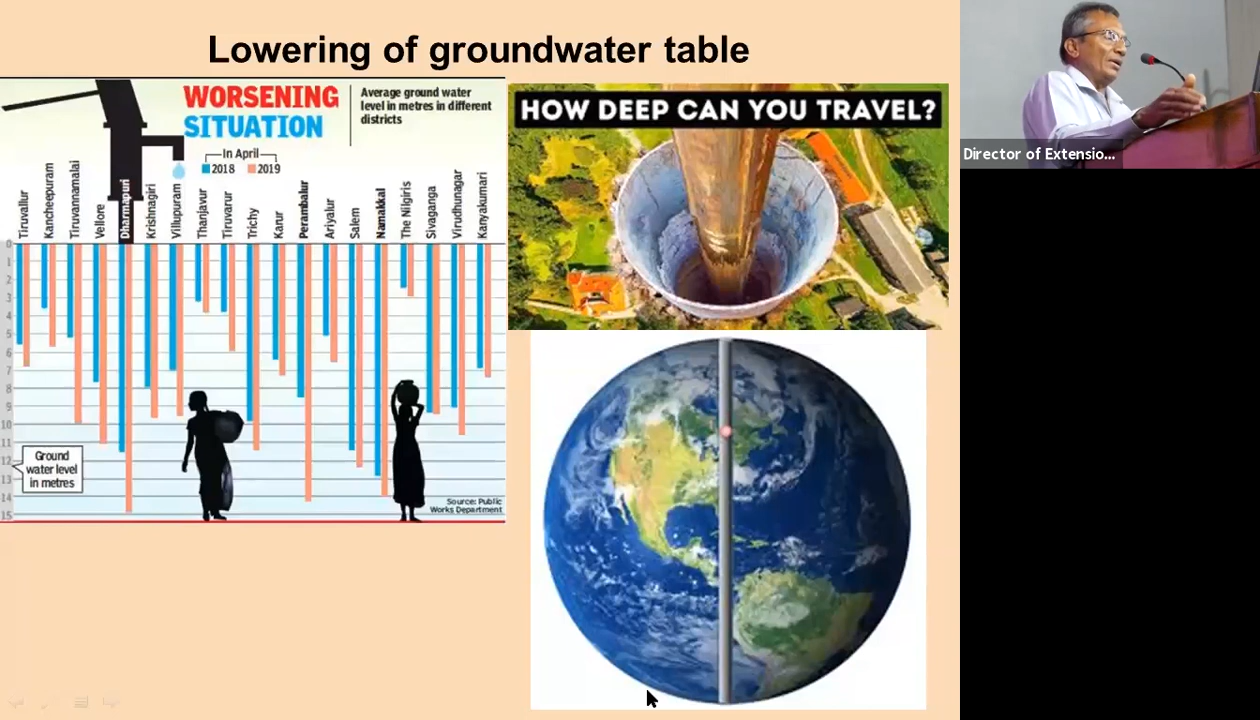 Lowering of groundwater table
WORSENING
SITUATION
Average ground water
level in metres in different
districts
In April
2018 2019
Tiruvallur
Kancheepuram
Tiruvannamalai
Vellore
Dharmapuri
Krishnagiri
Villupuram
Thanjavur
Tiruvarur
Trichy
Karur
Perambalur
Ariyalur
Salem
Namakkal
The Nilgiris
Sivaganga
Virudhunagar
Kanyakumari
0
1
2
3
4
5
6
7
8
9
10
11
12
13
14
15
Ground
water level
in metres
Source: Public
Works Department
HOW DEEP CAN YOU TRAVEL?
Director of Extensio...